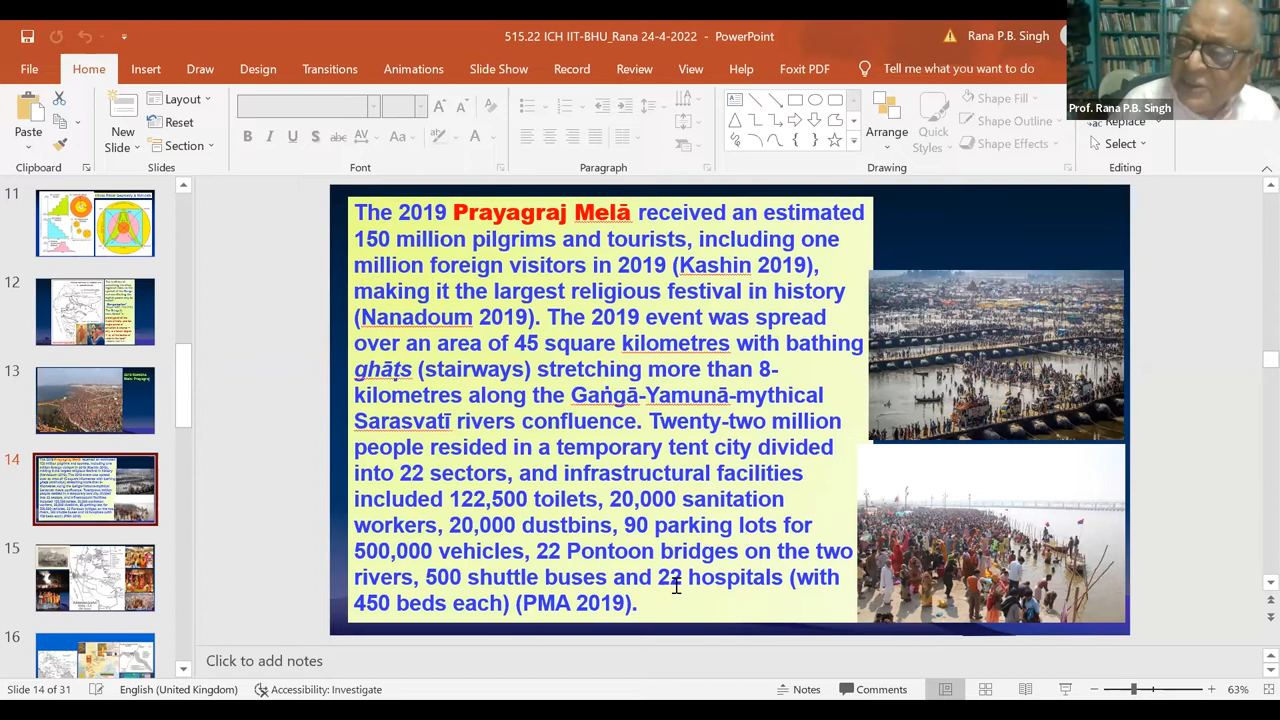 515.22 ICH IIT-BHU_Rana 24-4-2022 - PowerPoint
Rana P.B. Singh
File Home Insert Draw Design Transitions Animations Slide Show Record Review View Help Foxit PDF Tell me what you want to do
Prof. Rana P.B. Singh
Paste
New
Slide
Layout
Reset
Section
Arrange
Quick
Styles
Shape Fill
Shape Outline
Shape Effects
Replace
Select
Clipboard Slides Font Paragraph Drawing Editing
11
12
13
14
15
16
The 2019 Prayagraj Melā received an estimated
150 million pilgrims and tourists, including one
million foreign visitors in 2019 (Kashin 2019),
making it the largest religious festival in history
(Nanadoum 2019). The 2019 event was spread
over an area of 45 square kilometres with bathing
ghāṭs (stairways) stretching more than 8-
kilometres along the Gaṅgā-Yamunā-mythical
Sarasvatī rivers confluence. Twenty-two million
people resided in a temporary tent city divided
into 22 sectors, and infrastructural facilities
included 122,500 toilets, 20,000 sanitation
workers, 20,000 dustbins, 90 parking lots for
500,000 vehicles, 22 Pontoon bridges on the two
rivers, 500 shuttle buses and 22 hospitals (with
450 beds each) (PMA 2019).
Click to add notes
Slide 14 of 31 English (United Kingdom) Accessibility: Investigate Notes Comments 63%